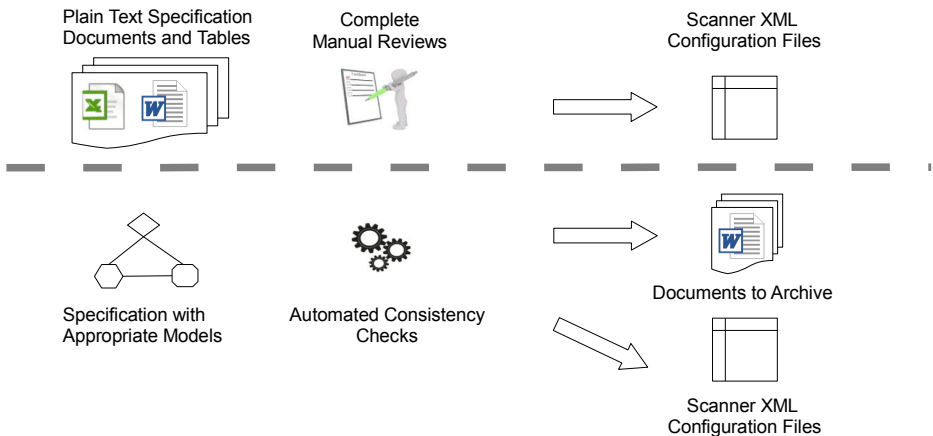 Plain Text Specification
Documents and Tables
Complete
Manual Reviews
Scanner XML
Configuration Files
X
W
W
Documents to Archive
Specification with
Appropriate Models
Automated Consistency
Checks
Scanner XML
Configuration Files